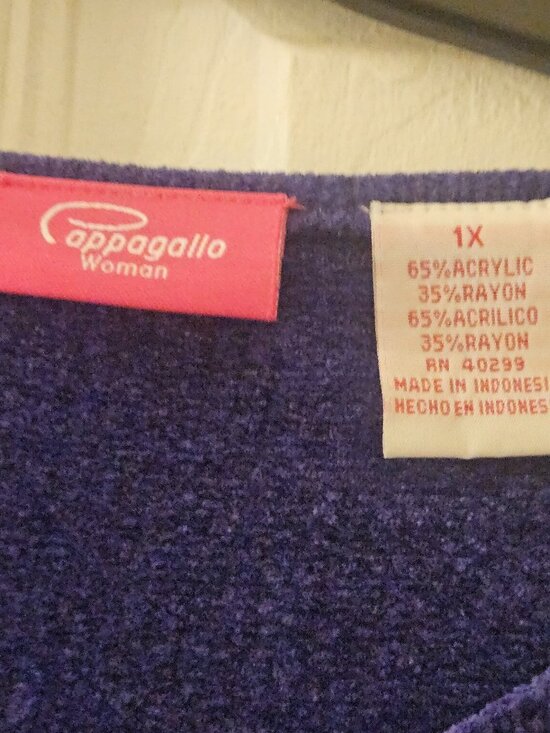 Pappagallo
Woman
1X
65%ACRYLIC
35%RAYON
65%ACRILICO
35%RAYON
RN 40299
MADE IN INDONESI
HECHO EN INDONES